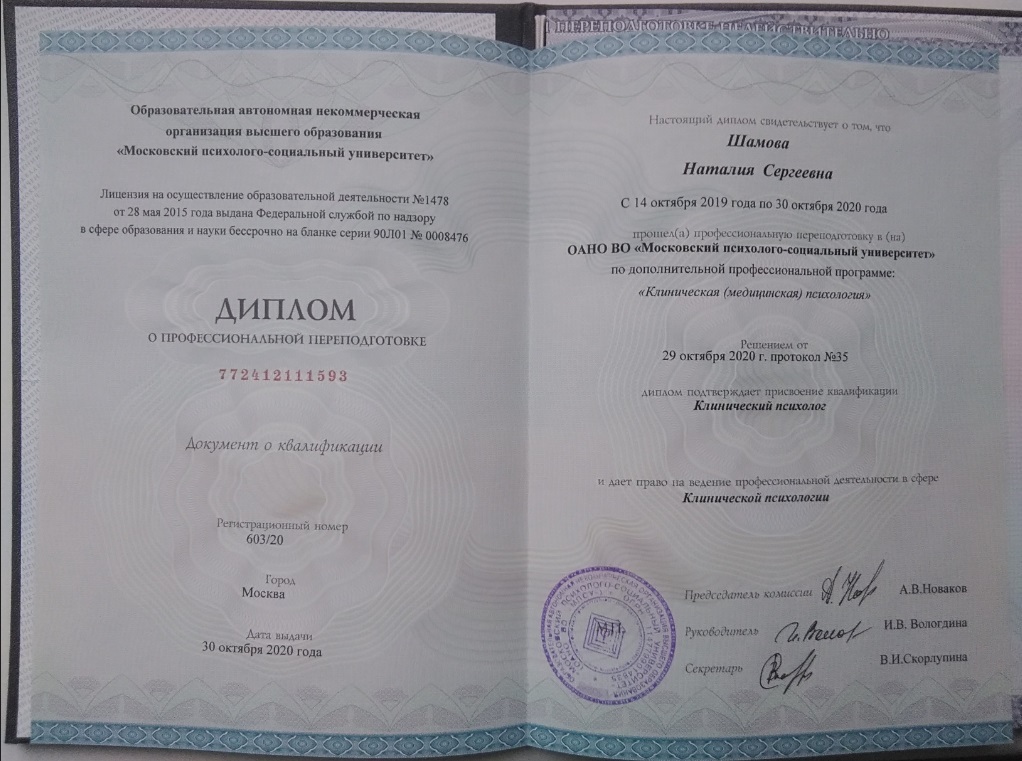 ПЕРЕПОДГОТОВКЕ НЕДЕЙСТВИТЕЛЬНО
Образовательная автономная некоммерческая
организация высшего образования
«Московский психолого-социальный университет»
Лицензия на осуществление образовательной деятельности №1478
от 28 мая 2015 года выдана Федеральной службой по надзору
в сфере образования и науки бессрочно на бланке серии 90Л01 № 0008476
ДИПЛОМ
О ПРОФЕССИОНАЛЬНОЙ ПЕРЕПОДГОТОВКЕ
772412111593
Документ о квалификации
Регистрационный номер
603/20
Город
Москва
Дата выдачи
30 октября 2020 года
Настоящий диплом свидетельствует о том, что
Шамова
Наталия Сергеевна
С 14 октября 2019 года по 30 октября 2020 года
прошел(а) профессиональную переподготовку в (на)
ОАНО ВО «Московский психолого-социальный университет»
по дополнительной профессиональной программе:
«Клиническая (медицинская) психология»
Решением от
29 октября 2020 г. протокол №35
диплом подтверждает присвоение квалификации
Клинический психолог
и дает право на ведение профессиональной деятельности в сфере
Клинической психологии
Председатель комиссии А.В.Новаков
Руководитель И.В. Вологдина
Секретарь В.И.Скорлупина
М.П.